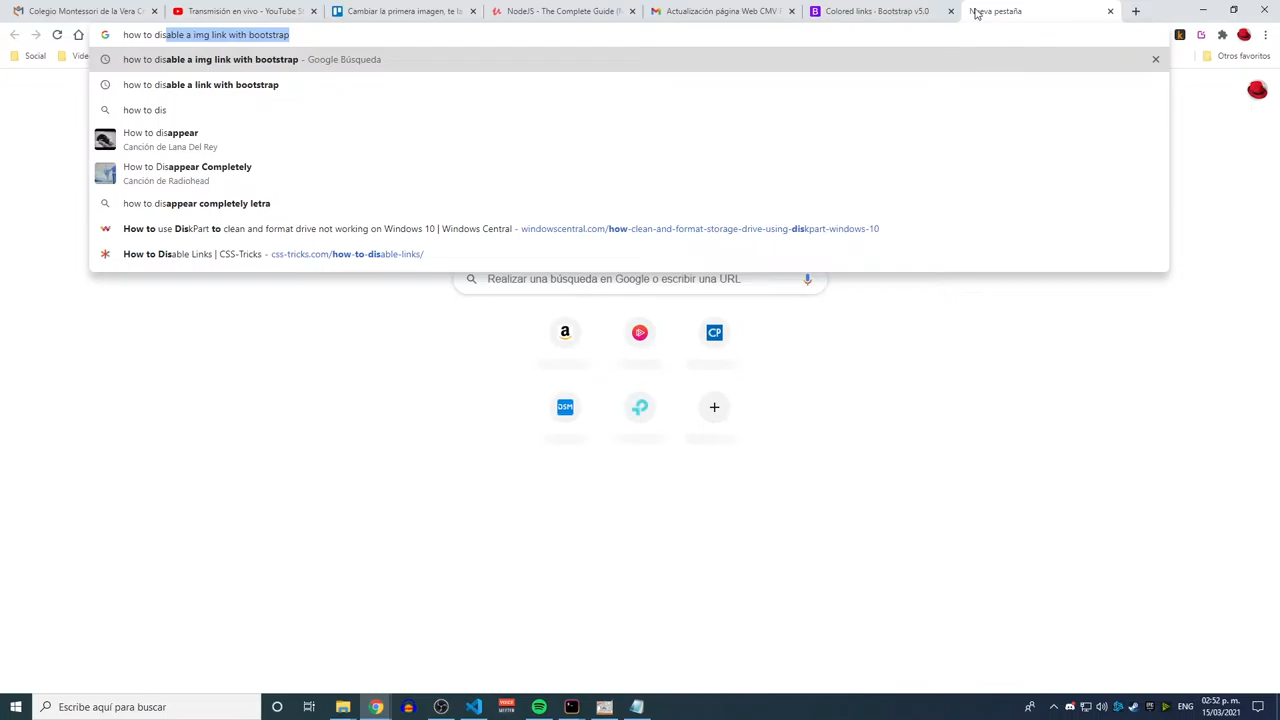 Colegio Montessori de la Vera C
Transmisión en vivo - YouTube S
Cambiar la primera imagen, te la
NodeJS - The Complete Guide (M
Actualización página Web CMV
Colored links · Bootstrap v5.0
Nueva pestaña
how to disable a img link with bootstrap
Social
Vide
Otros favoritos
how to disable a img link with bootstrap - Google Búsqueda
how to disable a link with bootstrap
how to dis
How to disappear
Canción de Lana Del Rey
How to Disappear Completely
Canción de Radiohead
how to disappear completely letra
How to use DiskPart to clean and format drive not working on Windows 10 | Windows Central - windowscentral.com/how-clean-and-format-storage-drive-using-diskpart-windows-10
How to Disable Links | CSS-Tricks - css-tricks.com/how-to-disable-links/
Realizar una búsqueda en Google o escribir una URL
CP
DSM
Escribe aquí para buscar
ENG
02:52 p. m.
15/03/2021